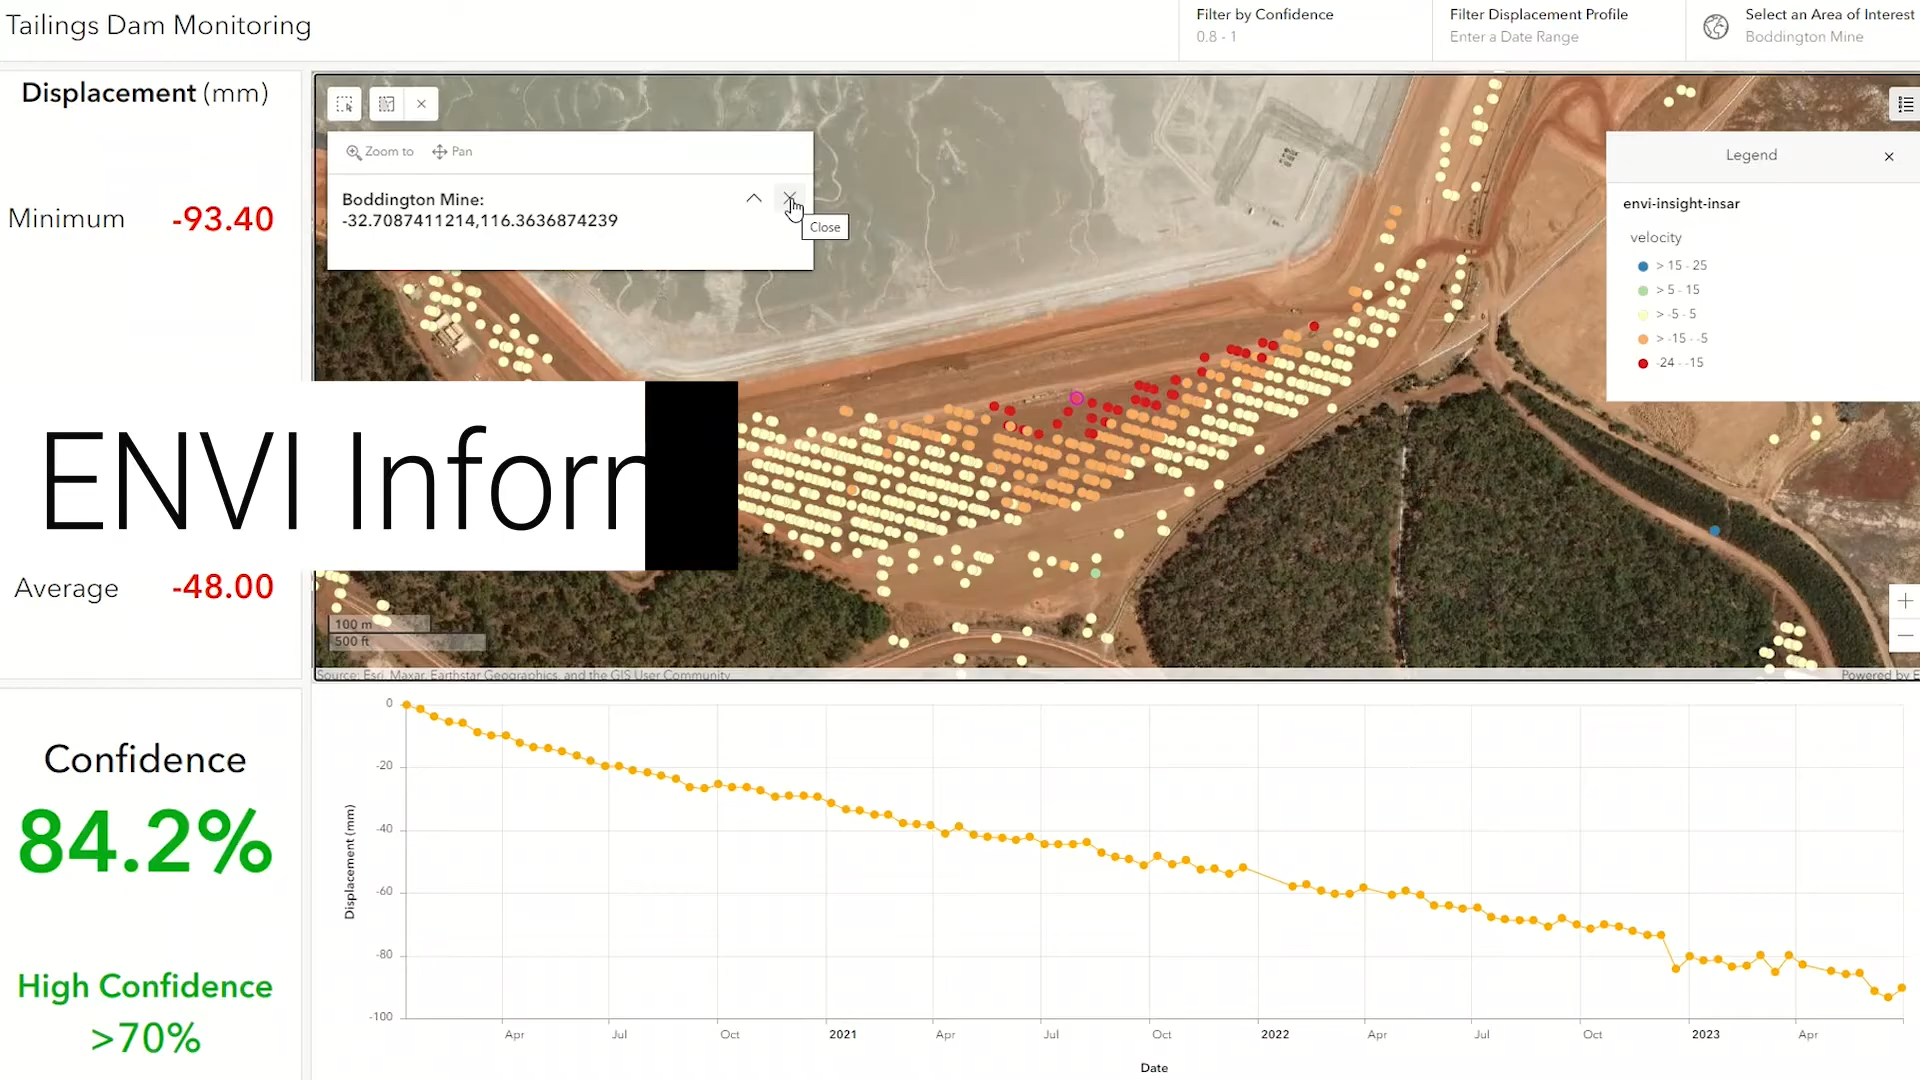 Tailings Dam Monitoring
Filter by Confidence
0.8 - 1
Filter Displacement Profile
Enter a Date Range
Select an Area of Interest
Boddington Mine
Displacement (mm)
Minimum
-93.40
Average
-48.00
Confidence
84.2%
High Confidence
>70%
Zoom to
Pan
Boddington Mine:
-32.7087411214,116.3636874239
Close
Legend
envi-insight-insar
velocity
> 15 - 25
> 5 - 15
> -5 - 5
> -15 - -5
-24 - -15
ENVI Inform
100 m
500 ft
Source: Esri, Maxar, Earthstar Geographics, and the GIS User Community
Powered by E
0
-20
-40
-60
-80
-100
Displacement (mm)
Apr
Jul
Oct
2021
Apr
Jul
Oct
2022
Apr
Jul
Oct
2023
Apr
Date